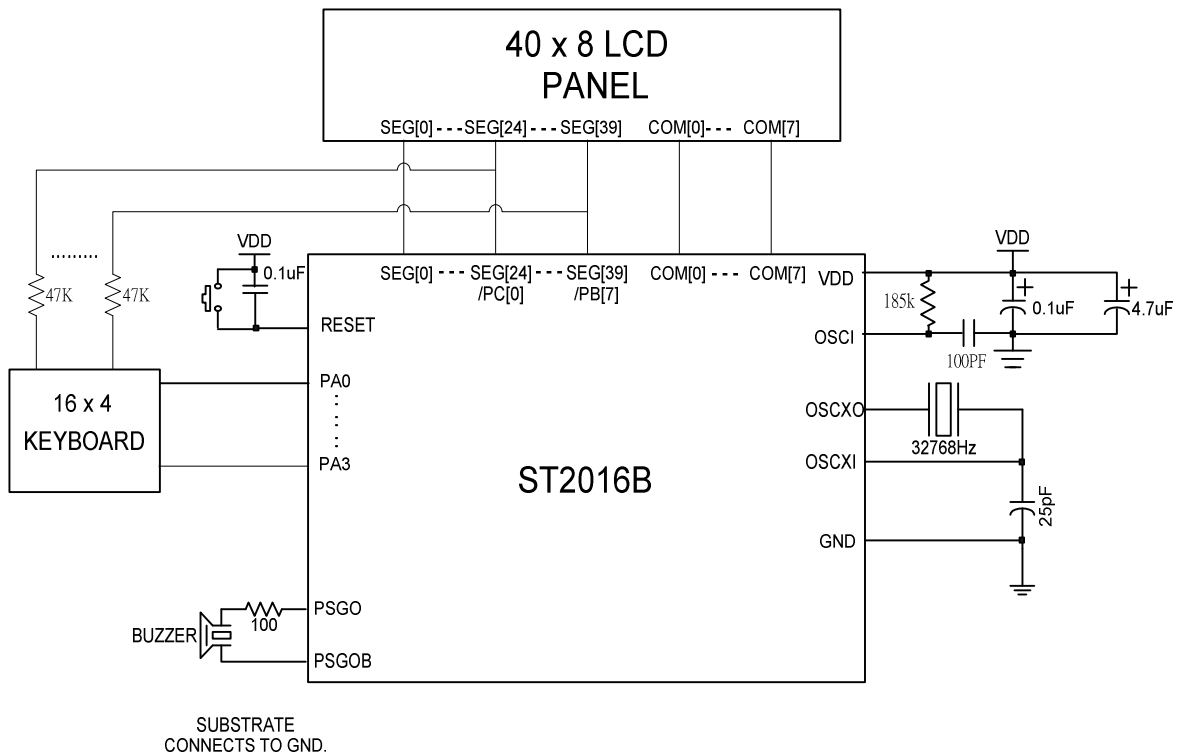 40 x 8 LCD
PANEL
SEG[0] - - - SEG[24] - - - SEG[39] COM[0] - - - COM[7]
VDD
0.1uF
47K
47K
SEG[0] - - - SEG[24] - - - SEG[39] COM[0] - - - COM[7]
/PC[0] /PB[7]
VDD
VDD
185k
0.1uF
4.7uF
RESET
OSCI
100PF
16 x 4
KEYBOARD
PA0
PA3
OSCXO
32768Hz
OSCXI
ST2016B
25pF
GND
PSGO
100
BUZZER
PSGOB
SUBSTRATE
CONNECTS TO GND.